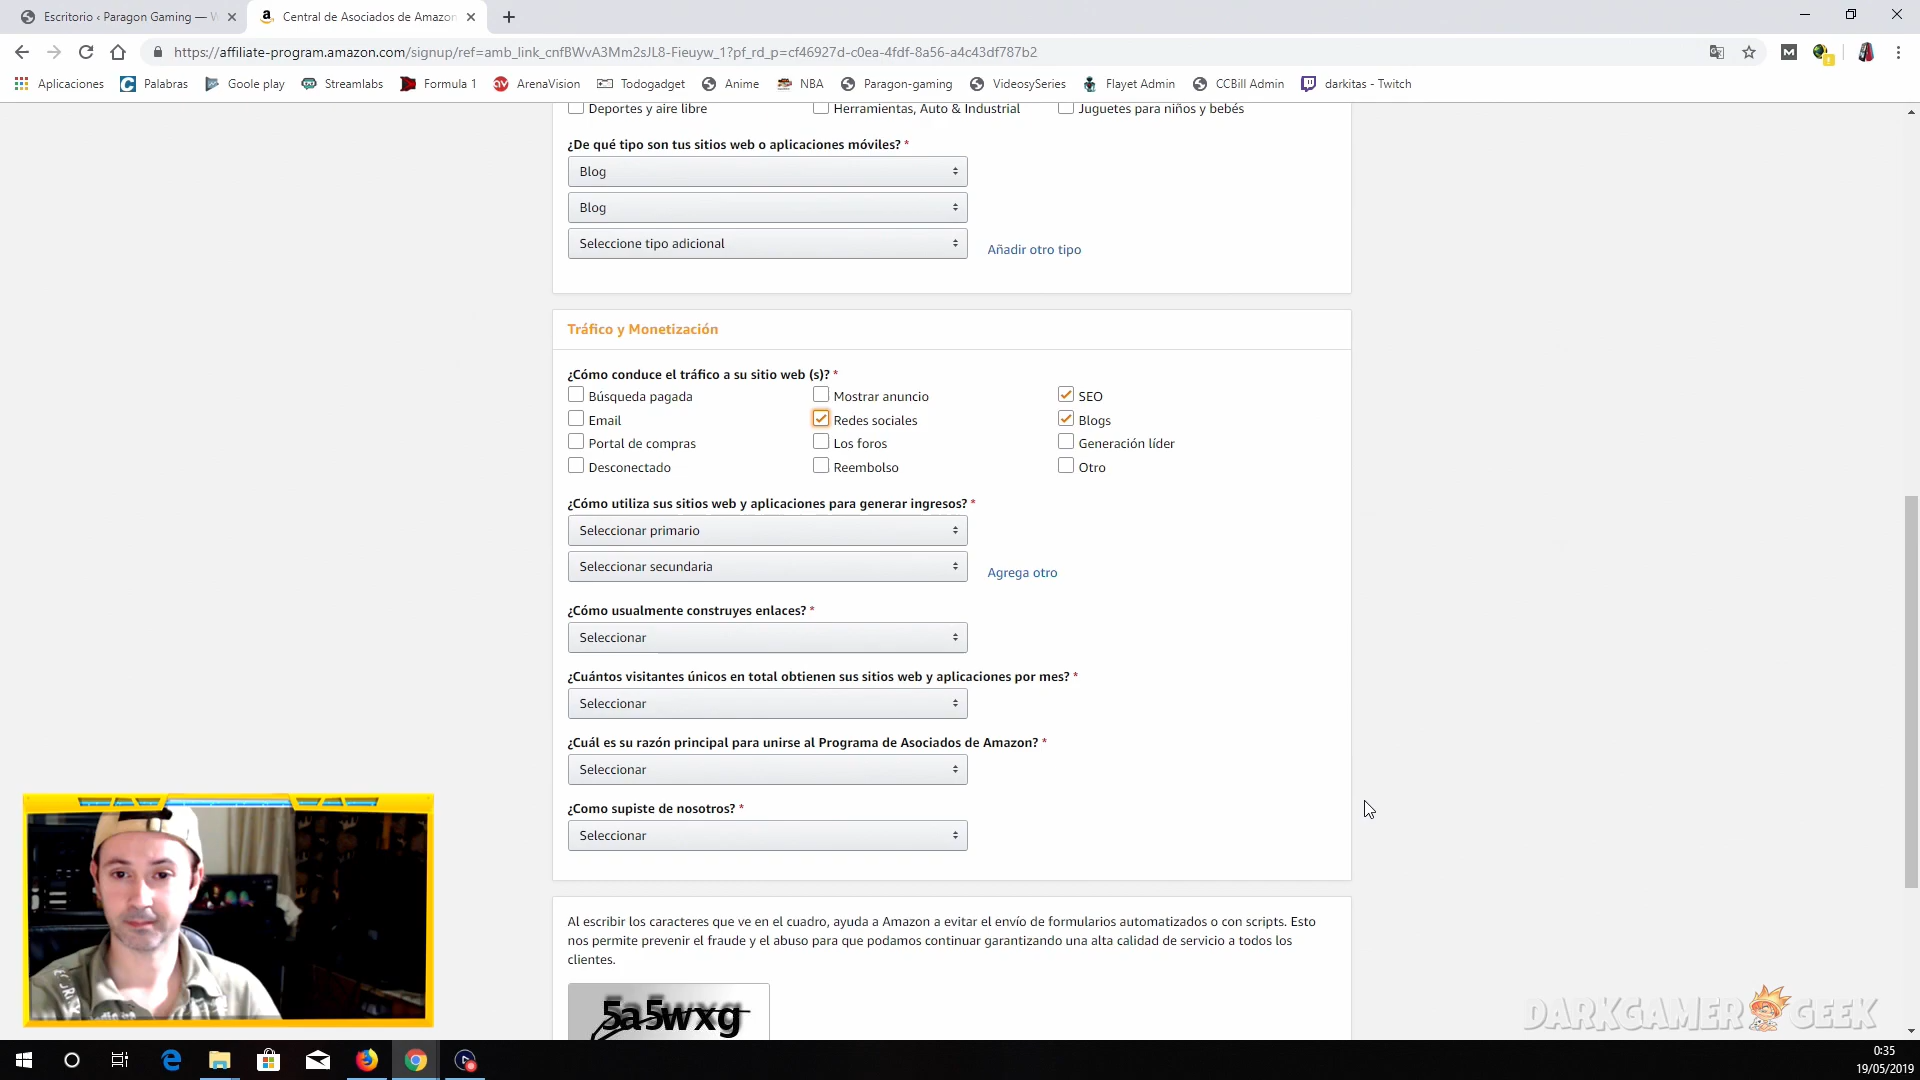 Escritorio ‹ Paragon Gaming — W
Central de Asociados de Amazon
https://affiliate-program.amazon.com/signup/ref=amb_link_cnfBWvA3Mm2sJL8-Fieuyw_1?pf_rd_p=cf46927d-c0ea-4fdf-8a56-a4c43df787b2
Aplicaciones Palabras Goole play Streamlabs Formula 1 ArenaVision Todogadget Anime NBA Paragon-gaming VideosySeries Flayet Admin CCBill Admin darkitas - Twitch
Deportes y aire libre Herramientas, Auto & Industrial Juguetes para niños y bebés
¿De qué tipo son tus sitios web o aplicaciones móviles? *
Blog
Blog
Seleccione tipo adicional Añadir otro tipo
Tráfico y Monetización
¿Cómo conduce el tráfico a su sitio web (s)? *
Búsqueda pagada Mostrar anuncio SEO
Email Redes sociales Blogs
Portal de compras Los foros Generación líder
Desconectado Reembolso Otro
¿Cómo utiliza sus sitios web y aplicaciones para generar ingresos? *
Seleccionar primario
Seleccionar secundaria Agrega otro
¿Cómo usualmente construyes enlaces? *
Seleccionar
¿Cuántos visitantes únicos en total obtienen sus sitios web y aplicaciones por mes? *
Seleccionar
¿Cuál es su razón principal para unirse al Programa de Asociados de Amazon? *
Seleccionar
¿Como supiste de nosotros? *
Seleccionar
Al escribir los caracteres que ve en el cuadro, ayuda a Amazon a evitar el envío de formularios automatizados o con scripts. Esto
nos permite prevenir el fraude y el abuso para que podamos continuar garantizando una alta calidad de servicio a todos los
clientes.
5a5wxg
DARKGAMER GEEK
0:35
19/05/2019